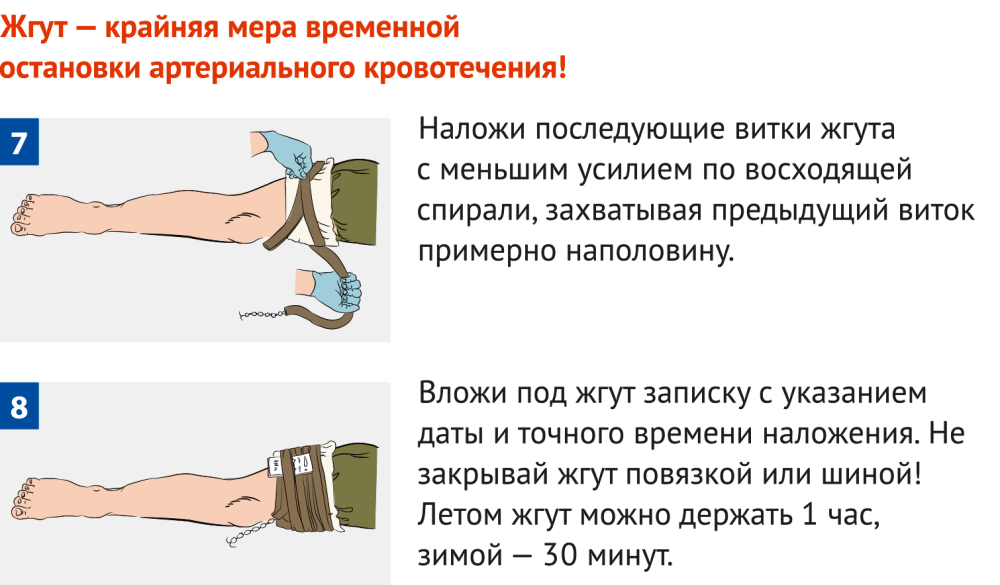 Жгут — крайняя мера временной
остановки артериального кровотечения!
7
Наложи последующие витки жгута
с меньшим усилием по восходящей
спирали, захватывая предыдущий виток
примерно наполовину.
8
Вложи под жгут записку с указанием
даты и точного времени наложения. Не
закрывай жгут повязкой или шиной!
Летом жгут можно держать 1 час,
зимой — 30 минут.